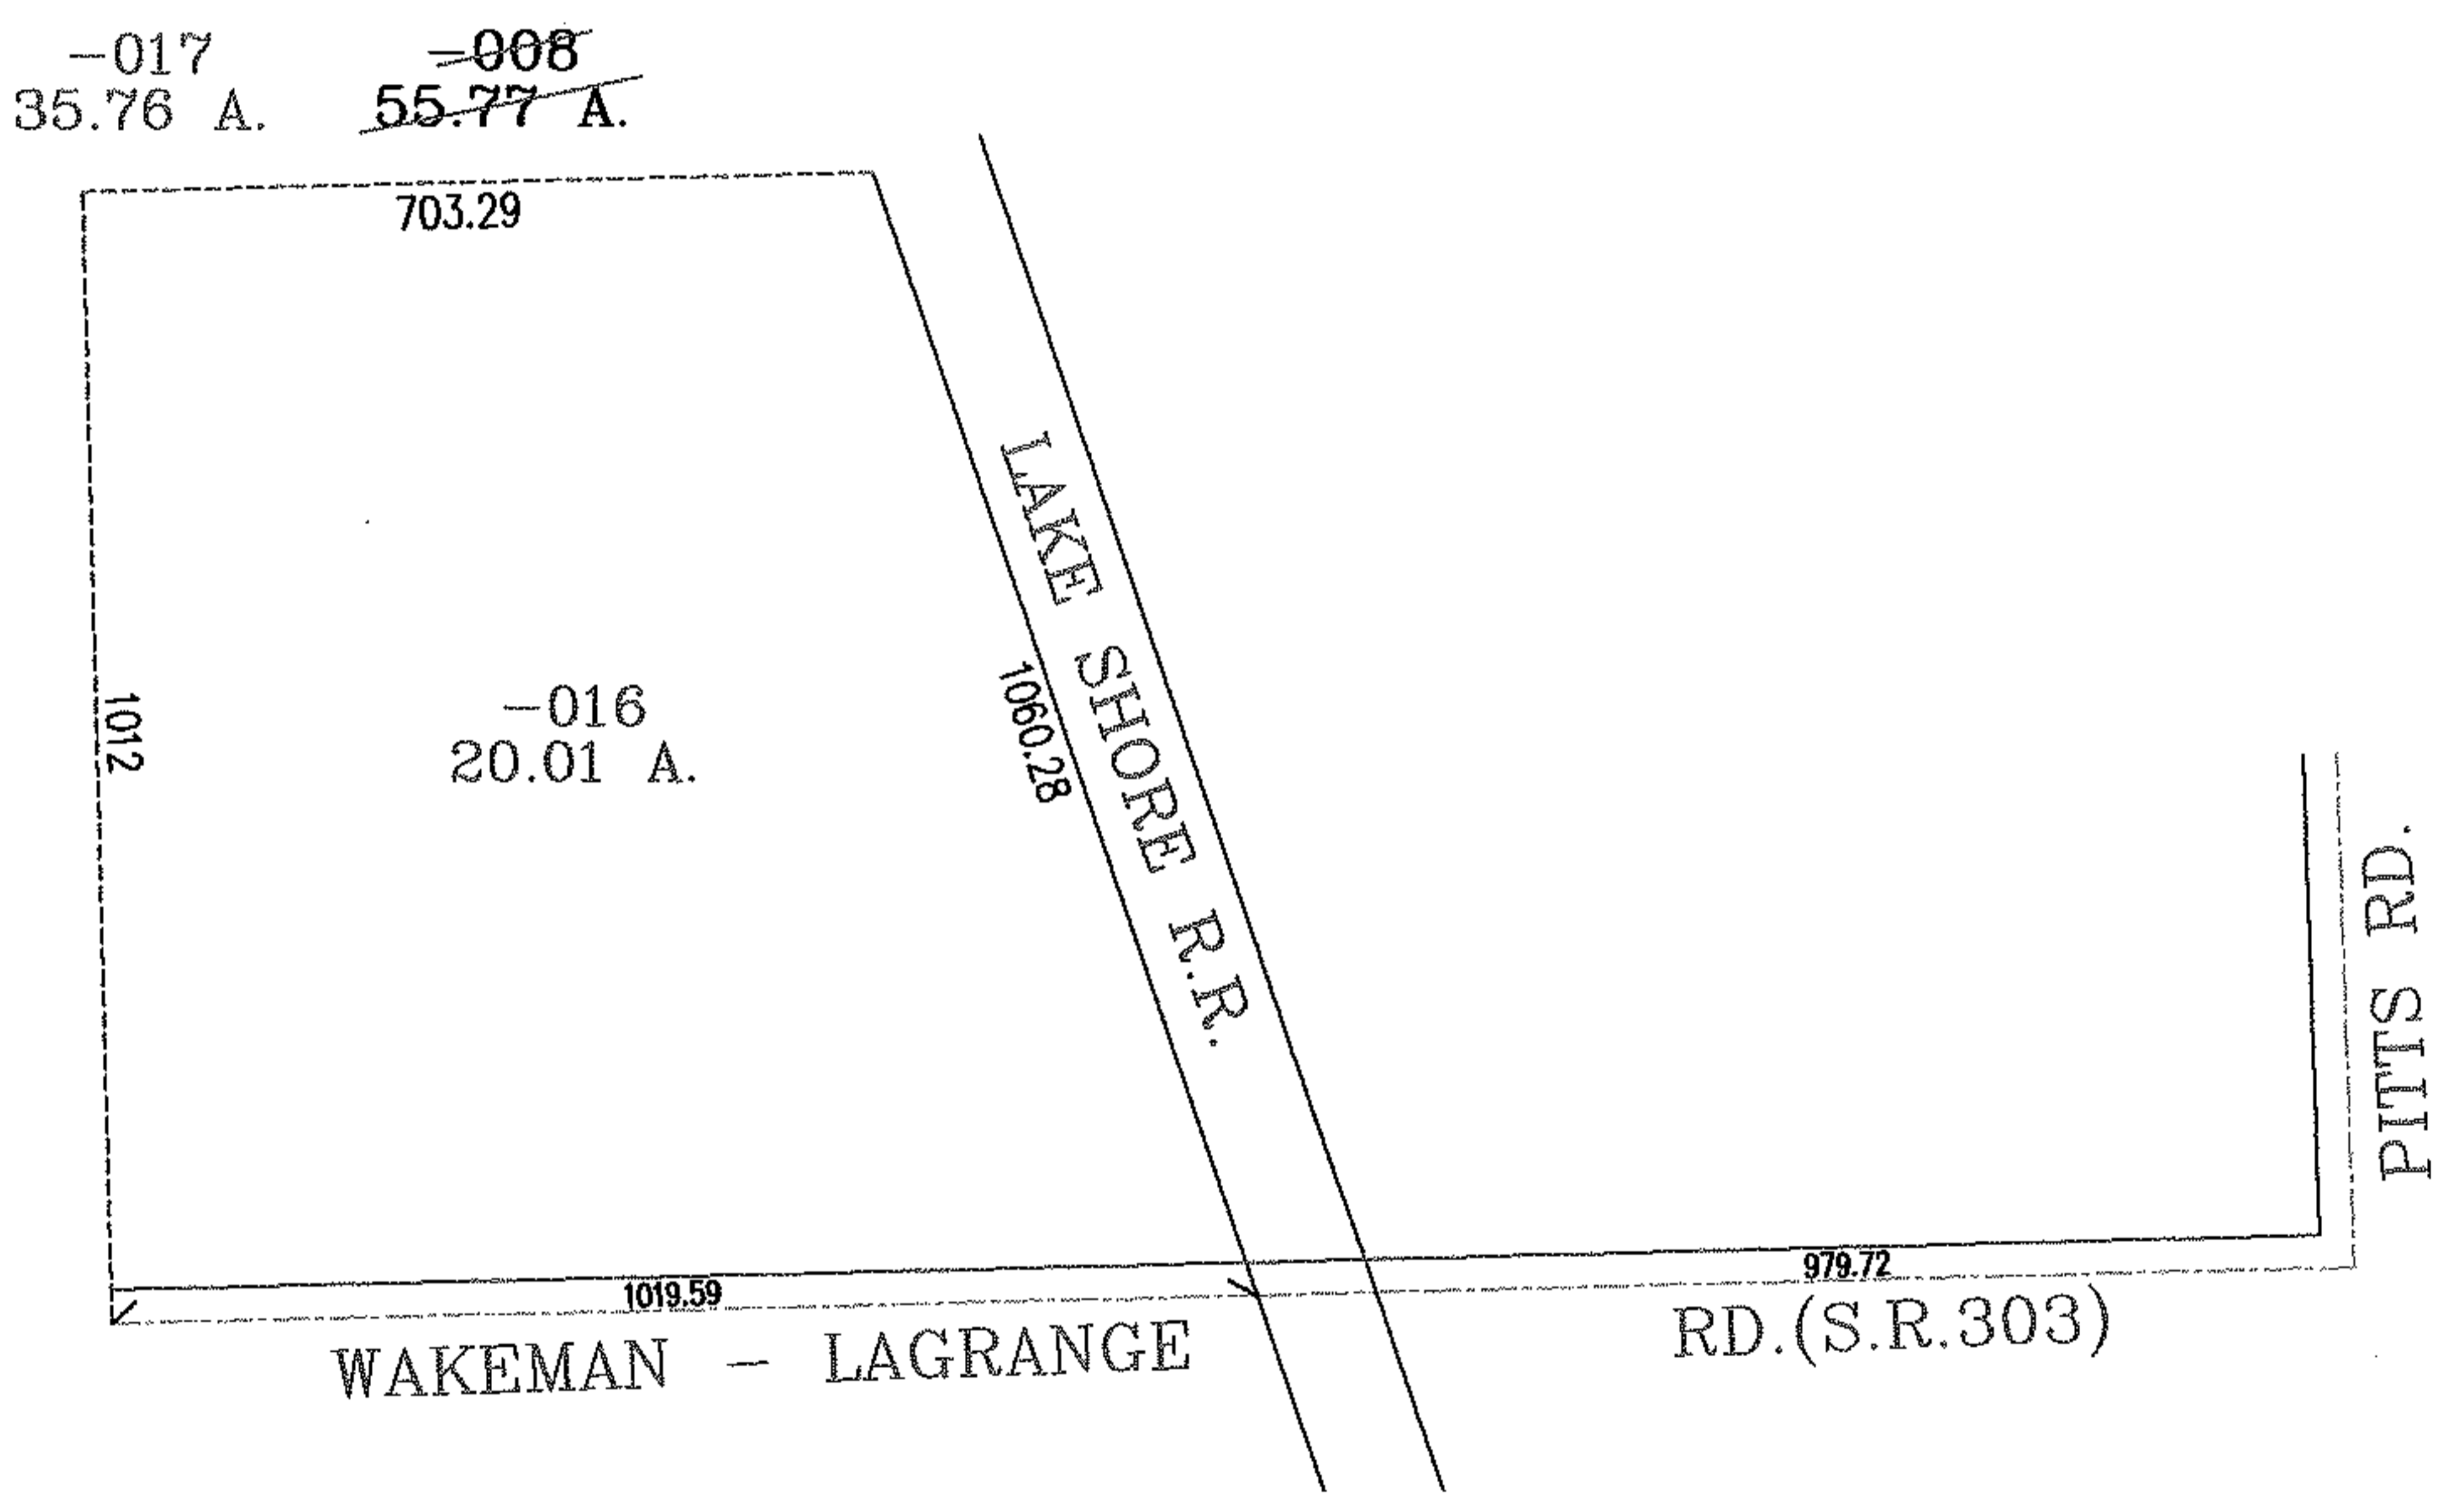 -017
35.76 A.
-008
55.77 A.
703.29
LAKE SHORE R.R.
1060.28
1012
-016
20.01 A.
PITTS RD.
979.72
1019.59
WAKEMAN - LAGRANGE RD.(S.R.303)